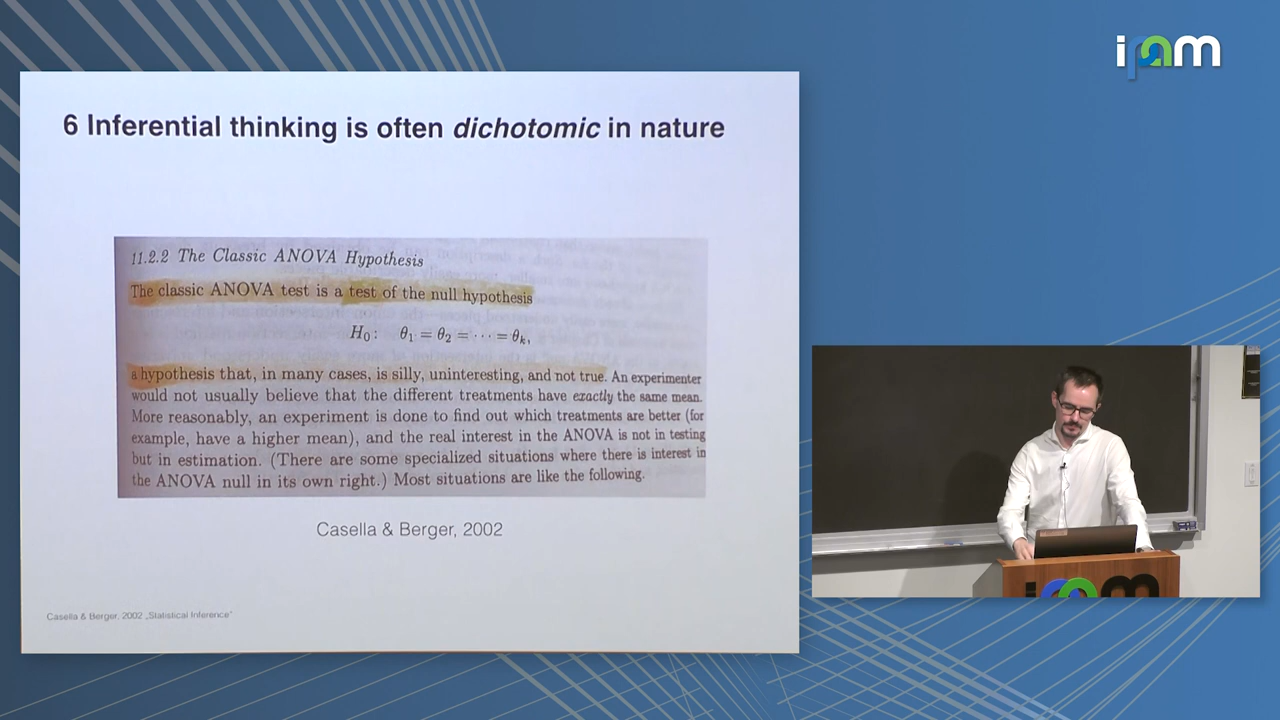 ipam
6 Inferential thinking is often dichotomic in nature
11.2.2 The Classic ANOVA Hypothesis
The classic ANOVA test is a test of the null hypothesis
H₀: θ₁ = θ₂ = ··· = θₖ,
a hypothesis that, in many cases, is silly, uninteresting, and not true. An experimenter
would not usually believe that the different treatments have exactly the same mean.
More reasonably, an experiment is done to find out which treatments are better (for
example, have a higher mean), and the real interest in the ANOVA is not in testing
but in estimation. (There are some specialized situations where there is interest in
the ANOVA null in its own right.) Most situations are like the following.
Casella & Berger, 2002
Casella & Berger, 2002 „Statistical Inference“
ipam